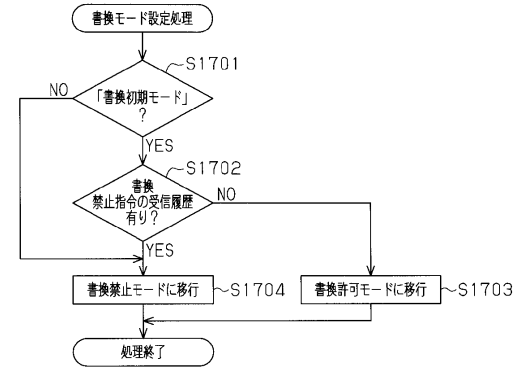 書換モード設定処理
S1701
「書換初期モード」
?
NO
YES
S1702
書換
禁止指令の受信履歴
有り?
NO
YES
書換禁止モードに移行
S1704
書換許可モードに移行
S1703
処理終了